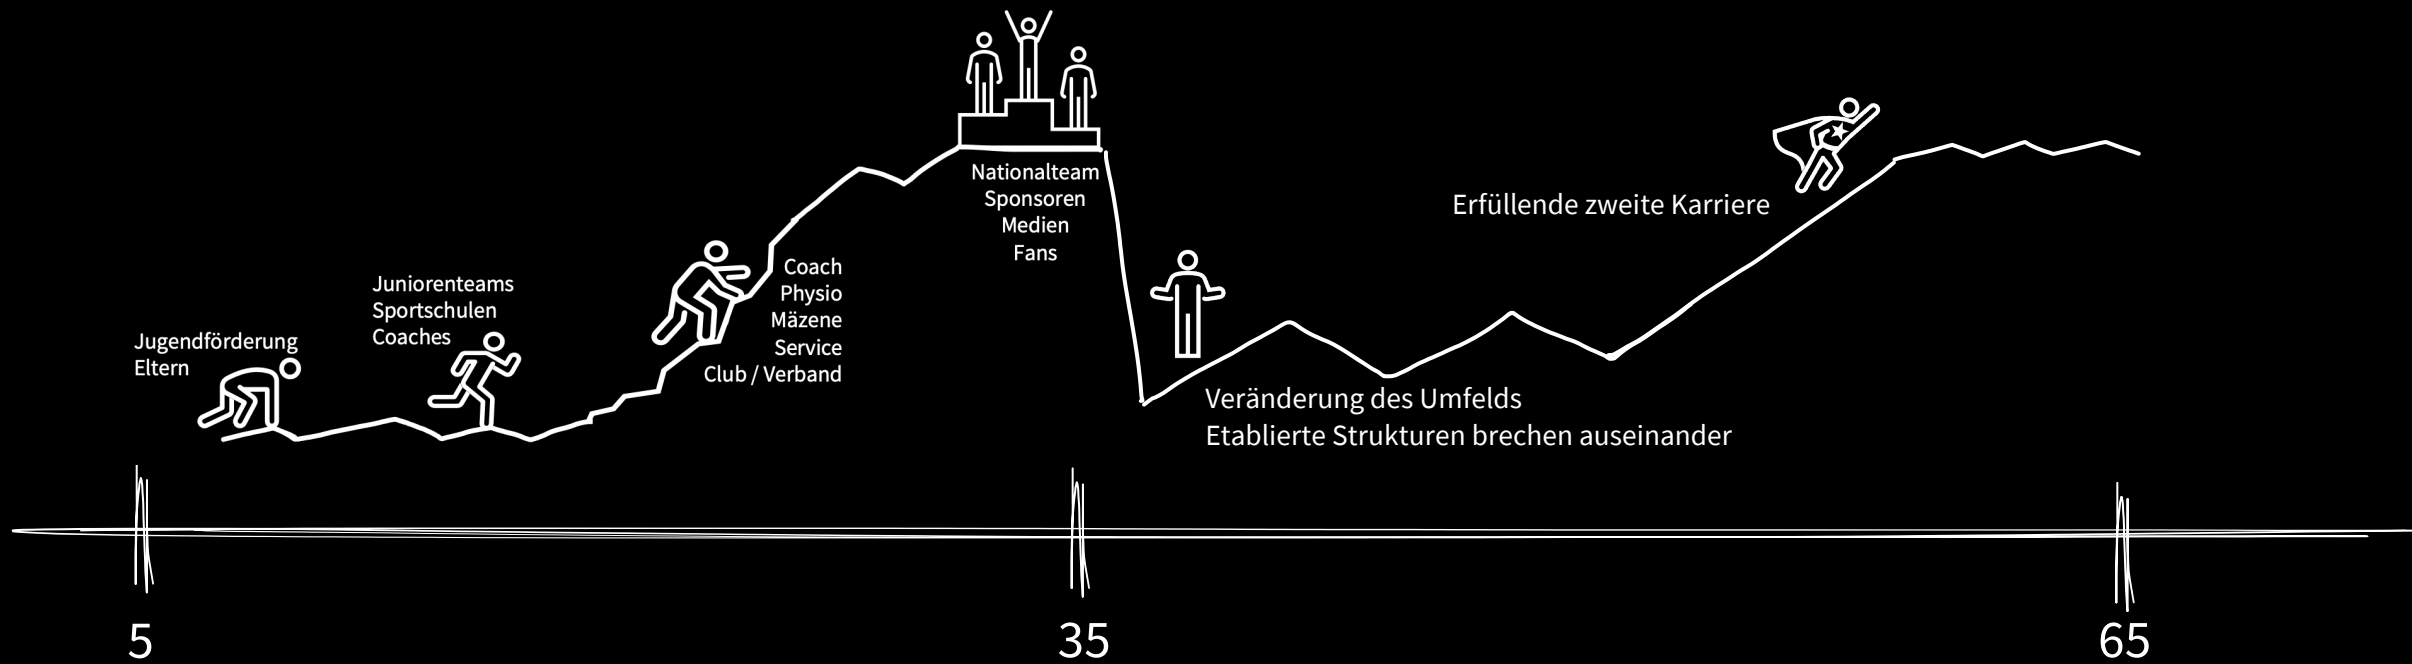 Jugendförderung
Eltern
Juniorenteams
Sportschulen
Coaches
Coach
Physio
Mäzene
Service
Club / Verband
Nationalteam
Sponsoren
Medien
Fans
Veränderung des Umfelds
Etablierte Strukturen brechen auseinander
Erfüllende zweite Karriere
5
35
65